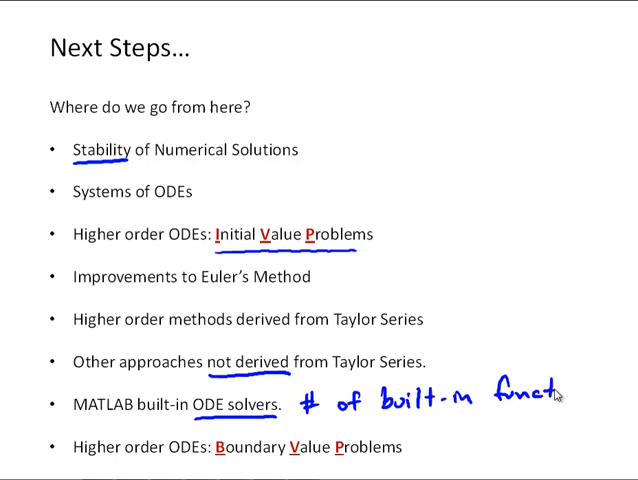 Next Steps...
Where do we go from here?
• Stability of Numerical Solutions
• Systems of ODEs
• Higher order ODEs: Initial Value Problems
• Improvements to Euler's Method
• Higher order methods derived from Taylor Series
• Other approaches not derived from Taylor Series.
• MATLAB built-in ODE solvers. # of built-in funct
• Higher order ODEs: Boundary Value Problems